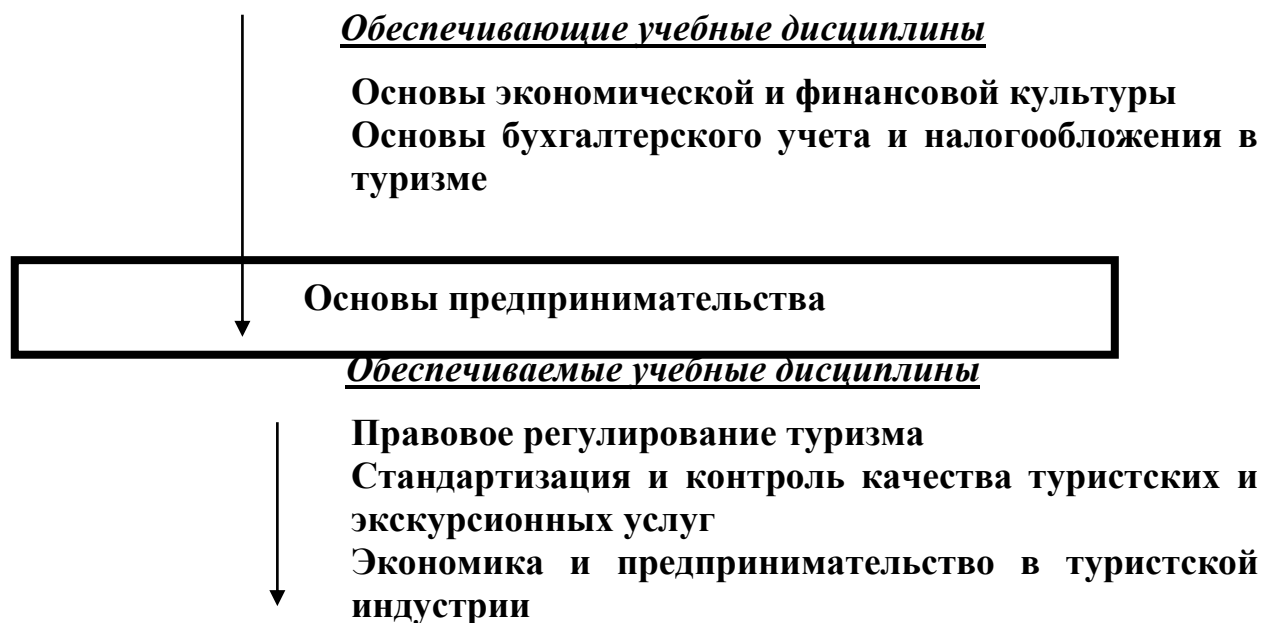 Обеспечивающие учебные дисциплины
Основы экономической и финансовой культуры
Основы бухгалтерского учета и налогообложения в
туризме
Основы предпринимательства
Обеспечиваемые учебные дисциплины
Правовое регулирование туризма
Стандартизация и контроль качества туристских и
экскурсионных услуг
Экономика и предпринимательство в туристской
индустрии